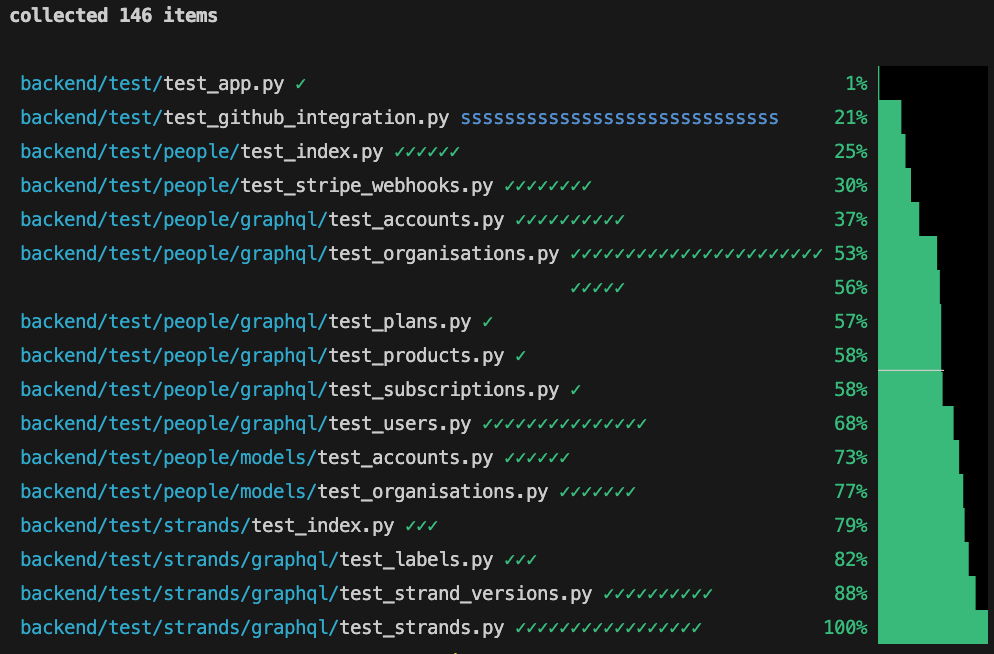 collected 146 items
backend/test/test_app.py ✓ 1%
backend/test/test_github_integration.py sssssssssssssssssssssssssssss 21%
backend/test/people/test_index.py ✓✓✓✓✓✓ 25%
backend/test/people/test_stripe_webhooks.py ✓✓✓✓✓✓✓✓ 30%
backend/test/people/graphql/test_accounts.py ✓✓✓✓✓✓✓✓✓✓ 37%
backend/test/people/graphql/test_organisations.py ✓✓✓✓✓✓✓✓✓✓✓✓✓✓✓✓✓✓✓✓✓✓✓ 53%
✓✓✓✓✓ 56%
backend/test/people/graphql/test_plans.py ✓ 57%
backend/test/people/graphql/test_products.py ✓ 58%
backend/test/people/graphql/test_subscriptions.py ✓ 58%
backend/test/people/graphql/test_users.py ✓✓✓✓✓✓✓✓✓✓✓✓✓✓✓ 68%
backend/test/people/models/test_accounts.py ✓✓✓✓✓✓ 73%
backend/test/people/models/test_organisations.py ✓✓✓✓✓✓✓ 77%
backend/test/strands/test_index.py ✓✓✓ 79%
backend/test/strands/graphql/test_labels.py ✓✓✓ 82%
backend/test/strands/graphql/test_strand_versions.py ✓✓✓✓✓✓✓✓✓✓ 88%
backend/test/strands/graphql/test_strands.py ✓✓✓✓✓✓✓✓✓✓✓✓✓✓✓✓✓ 100%